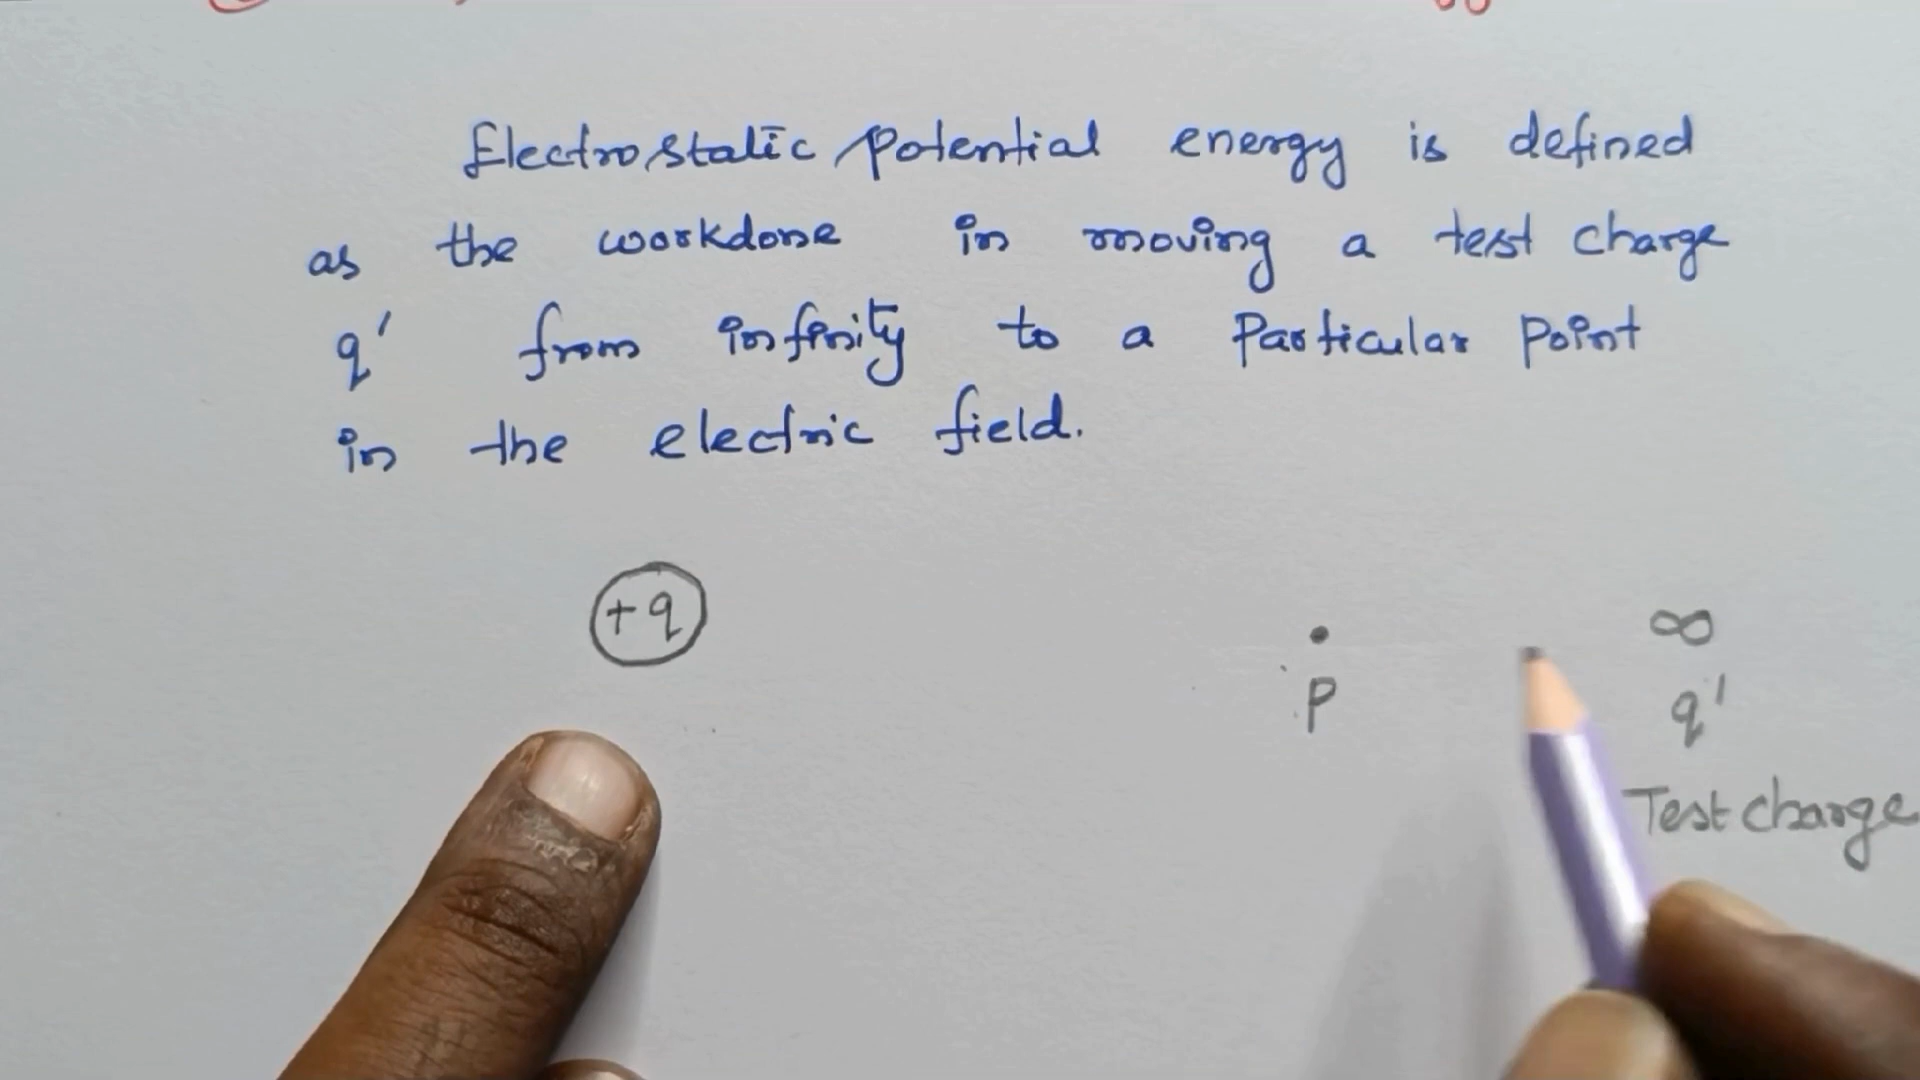 Electrostatic potential energy is defined
as the workdone in moving a test charge
q' from infinity to a Particular Point
in the electric field.
+q
∞
P
q'
Test charge